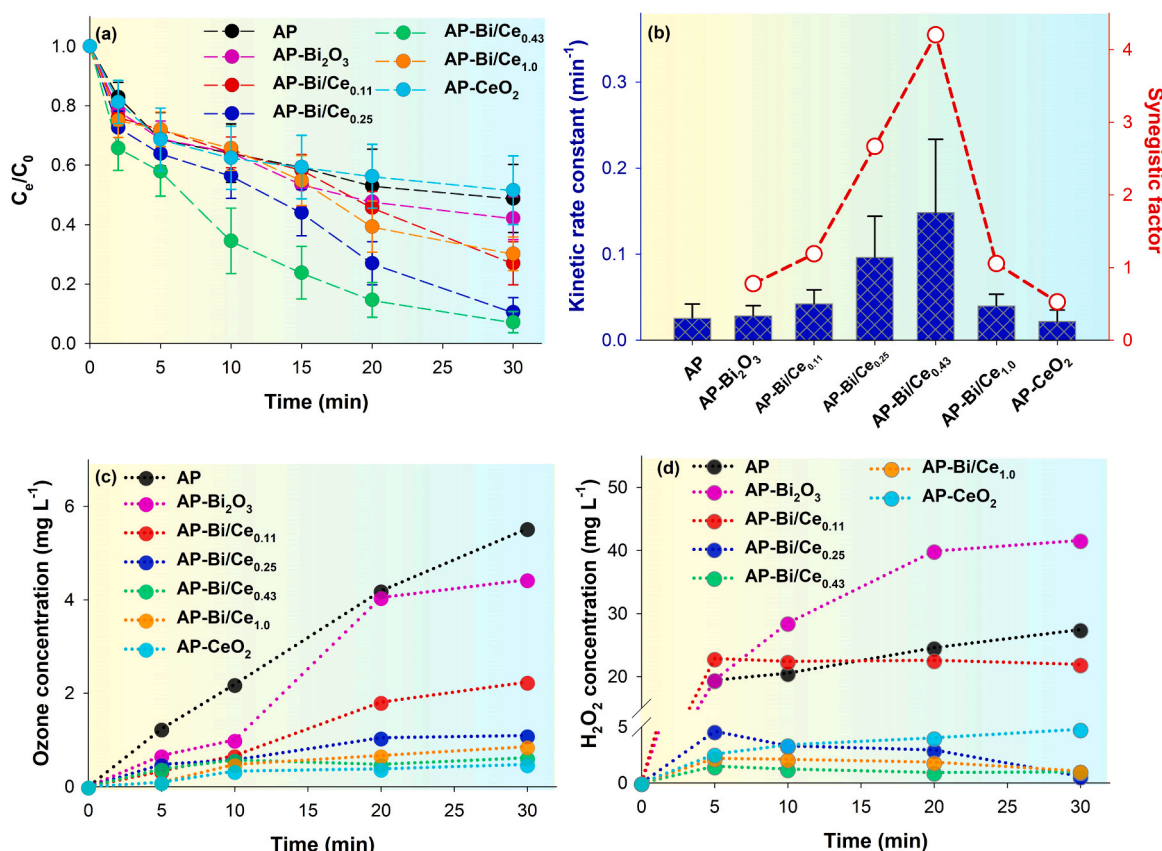 (a)
AP
AP-Bi₂O₃
AP-Bi/Ce₀.₁₁
AP-Bi/Ce₀.₂₅
AP-Bi/Ce₀.₄₃
AP-Bi/Ce₁.₀
AP-CeO₂
1.0
0.8
0.6
0.4
0.2
0.0
Cₑ/C₀
0 5 10 15 20 25 30
Time (min)
(b)
0.3
0.2
0.1
0.0
Kinetic rate constant (min⁻¹)
4
3
2
1
0
Synegistic factor
AP
AP-Bi₂O₃
AP-Bi/Ce₀.₁₁
AP-Bi/Ce₀.₂₅
AP-Bi/Ce₀.₄₃
AP-Bi/Ce₁.₀
AP-CeO₂
(c)
AP
AP-Bi₂O₃
AP-Bi/Ce₀.₁₁
AP-Bi/Ce₀.₂₅
AP-Bi/Ce₀.₄₃
AP-Bi/Ce₁.₀
AP-CeO₂
6
4
2
0
Ozone concentration (mg L⁻¹)
0 5 10 15 20 25 30
Time (min)
(d)
AP
AP-Bi₂O₃
AP-Bi/Ce₀.₁₁
AP-Bi/Ce₀.₂₅
AP-Bi/Ce₀.₄₃
AP-Bi/Ce₁.₀
AP-CeO₂
50
40
30
20
5
0
H₂O₂ concentration (mg L⁻¹)
0 5 10 15 20 25 30
Time (min)